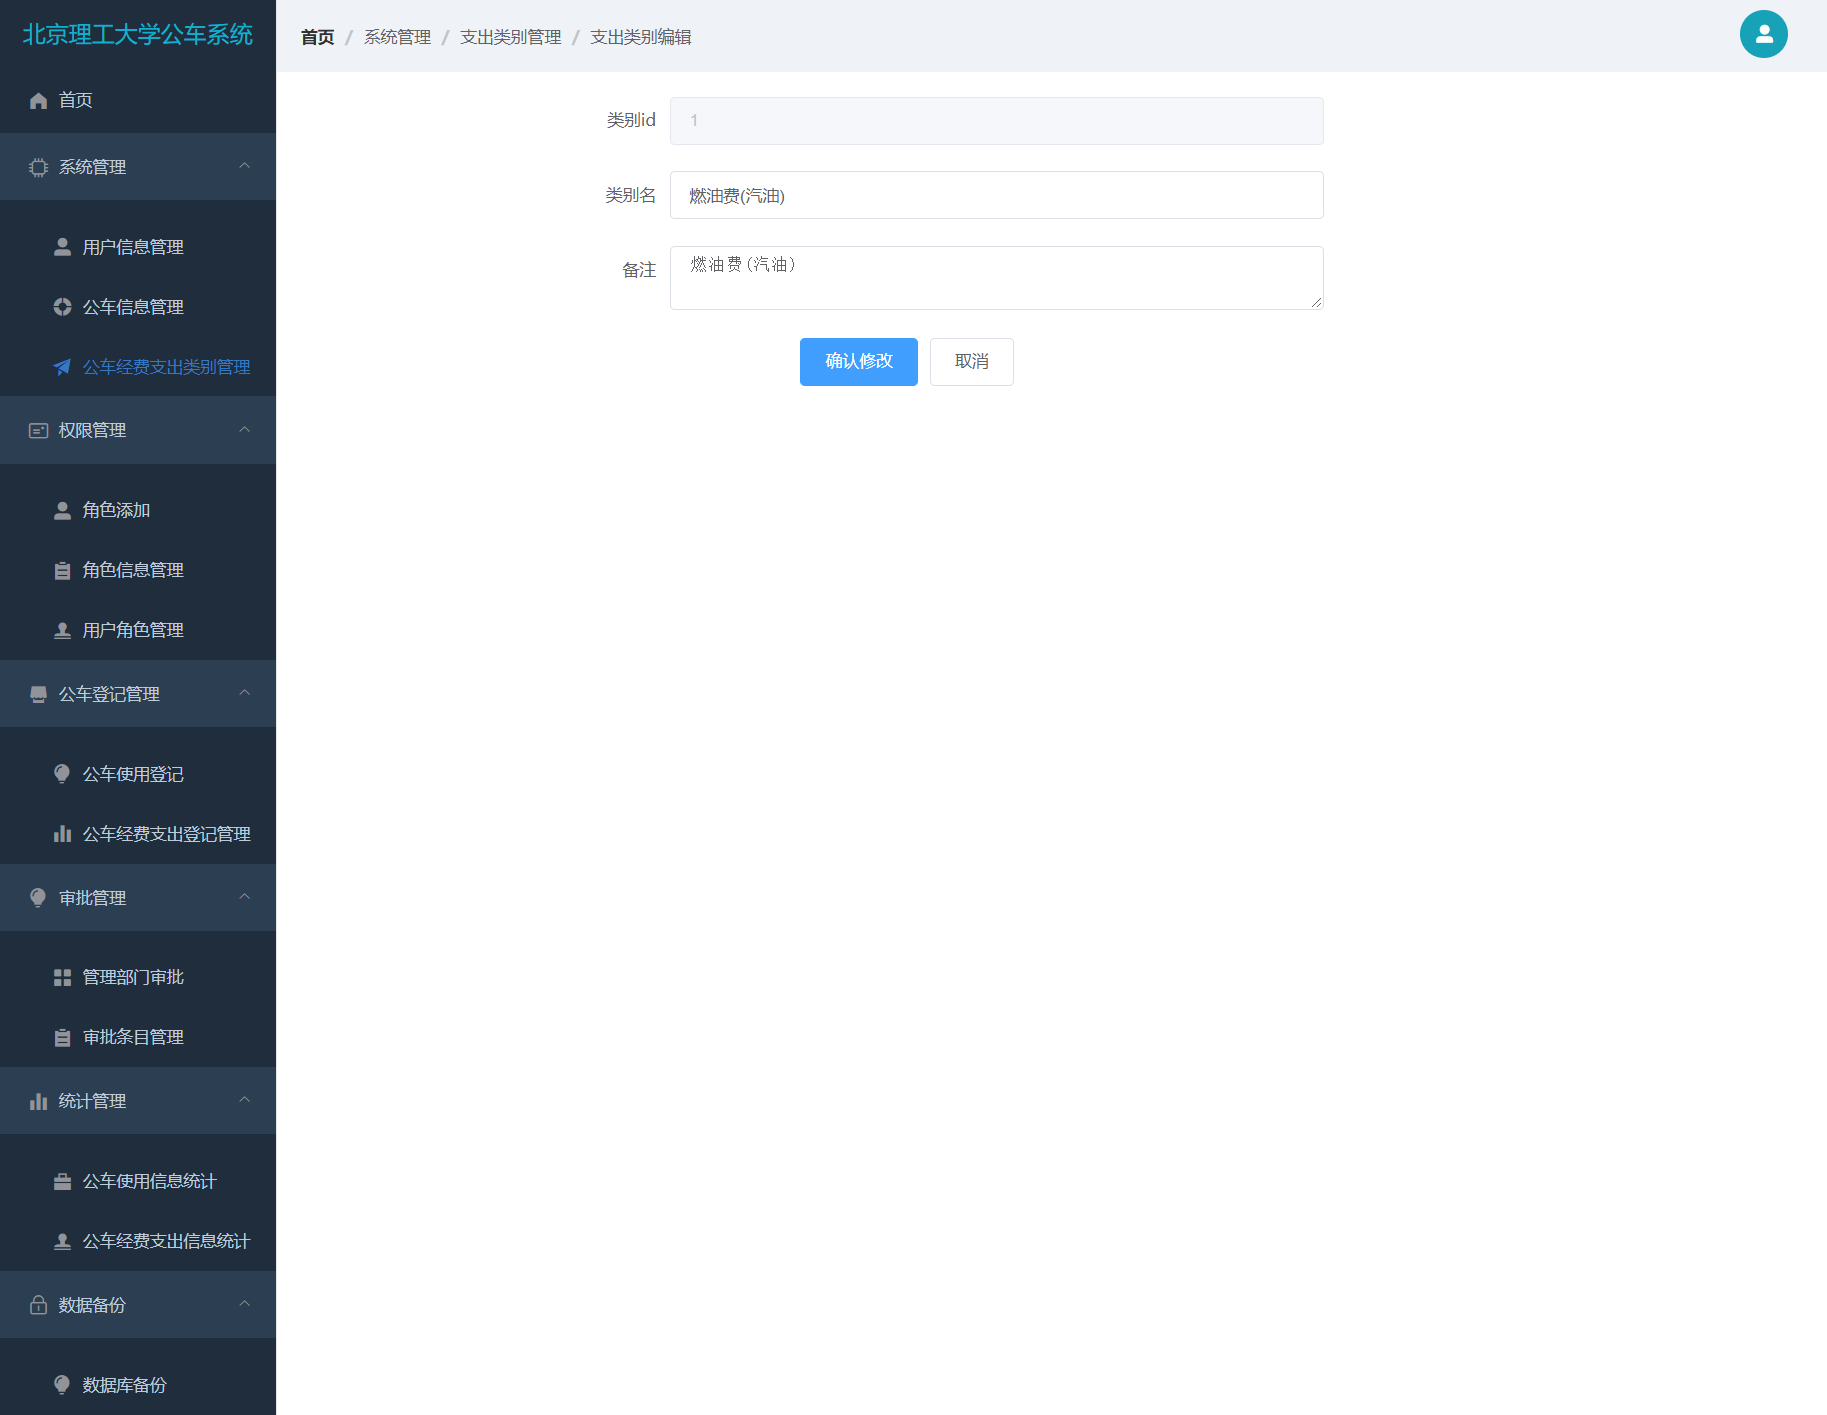 北京理工大学公车系统
首页
系统管理
用户信息管理
公车信息管理
公车经费支出类别管理
权限管理
角色添加
角色信息管理
用户角色管理
公车登记管理
公车使用登记
公车经费支出登记管理
审批管理
管理部门审批
审批条目管理
统计管理
公车使用信息统计
公车经费支出信息统计
数据备份
数据库备份
首页 / 系统管理 / 支出类别管理 / 支出类别编辑
类别id 1
类别名 燃油费(汽油)
备注 燃油费(汽油)
确认修改 取消